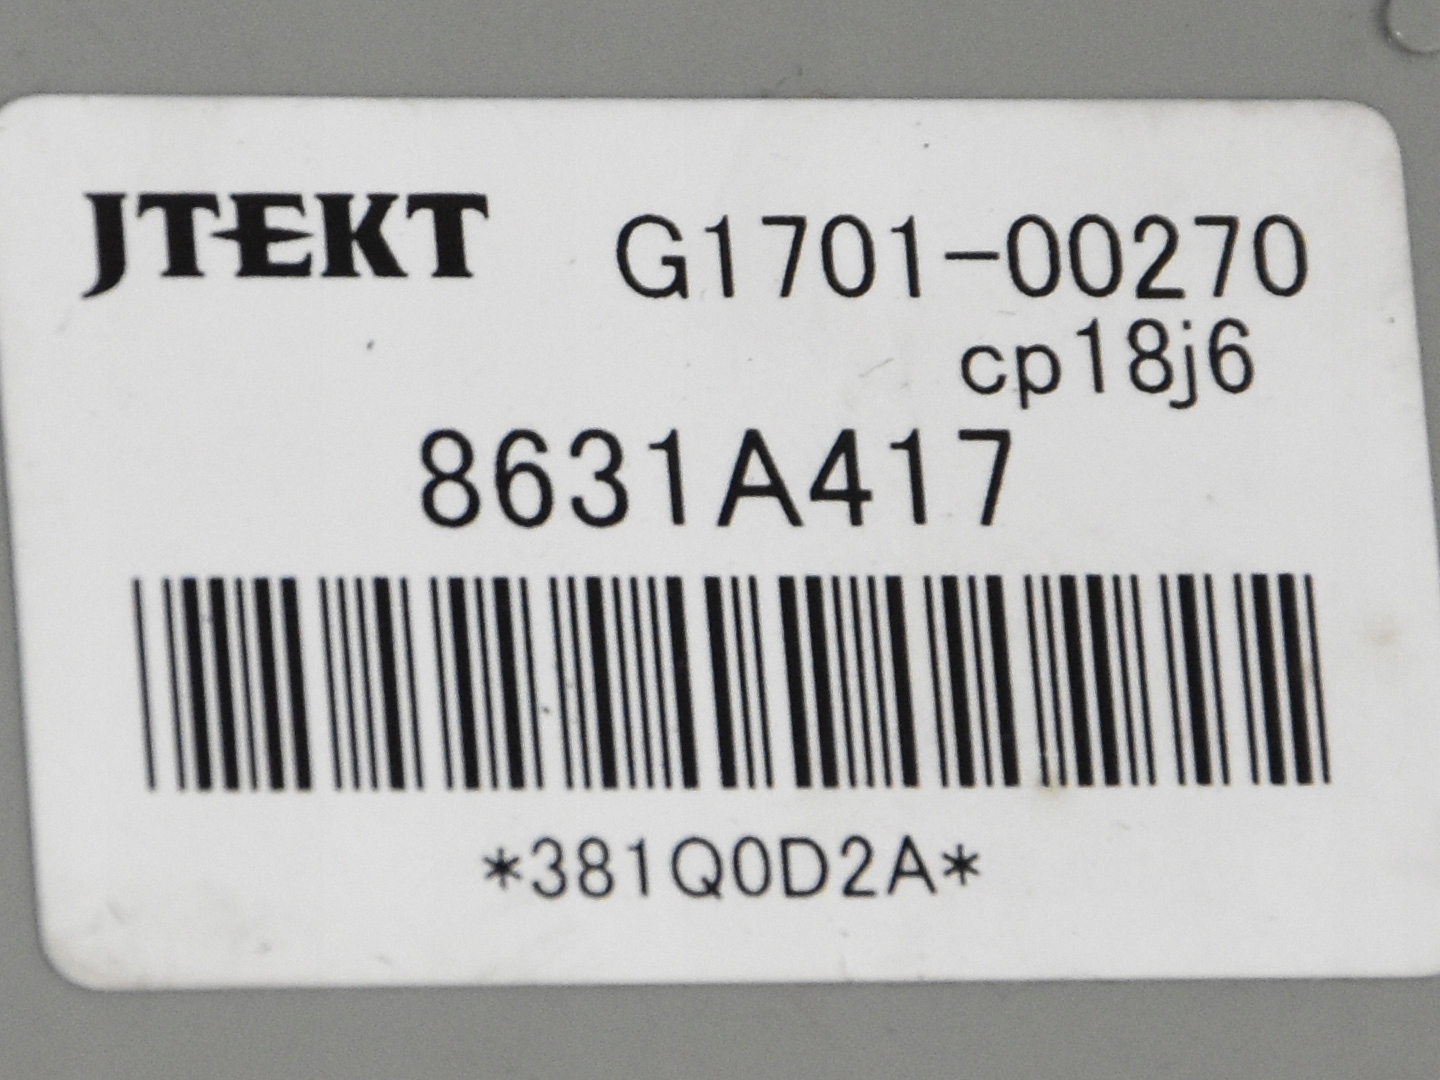 JTEKT G1701-00270
cp18j6
8631A417
*381Q0D2A*